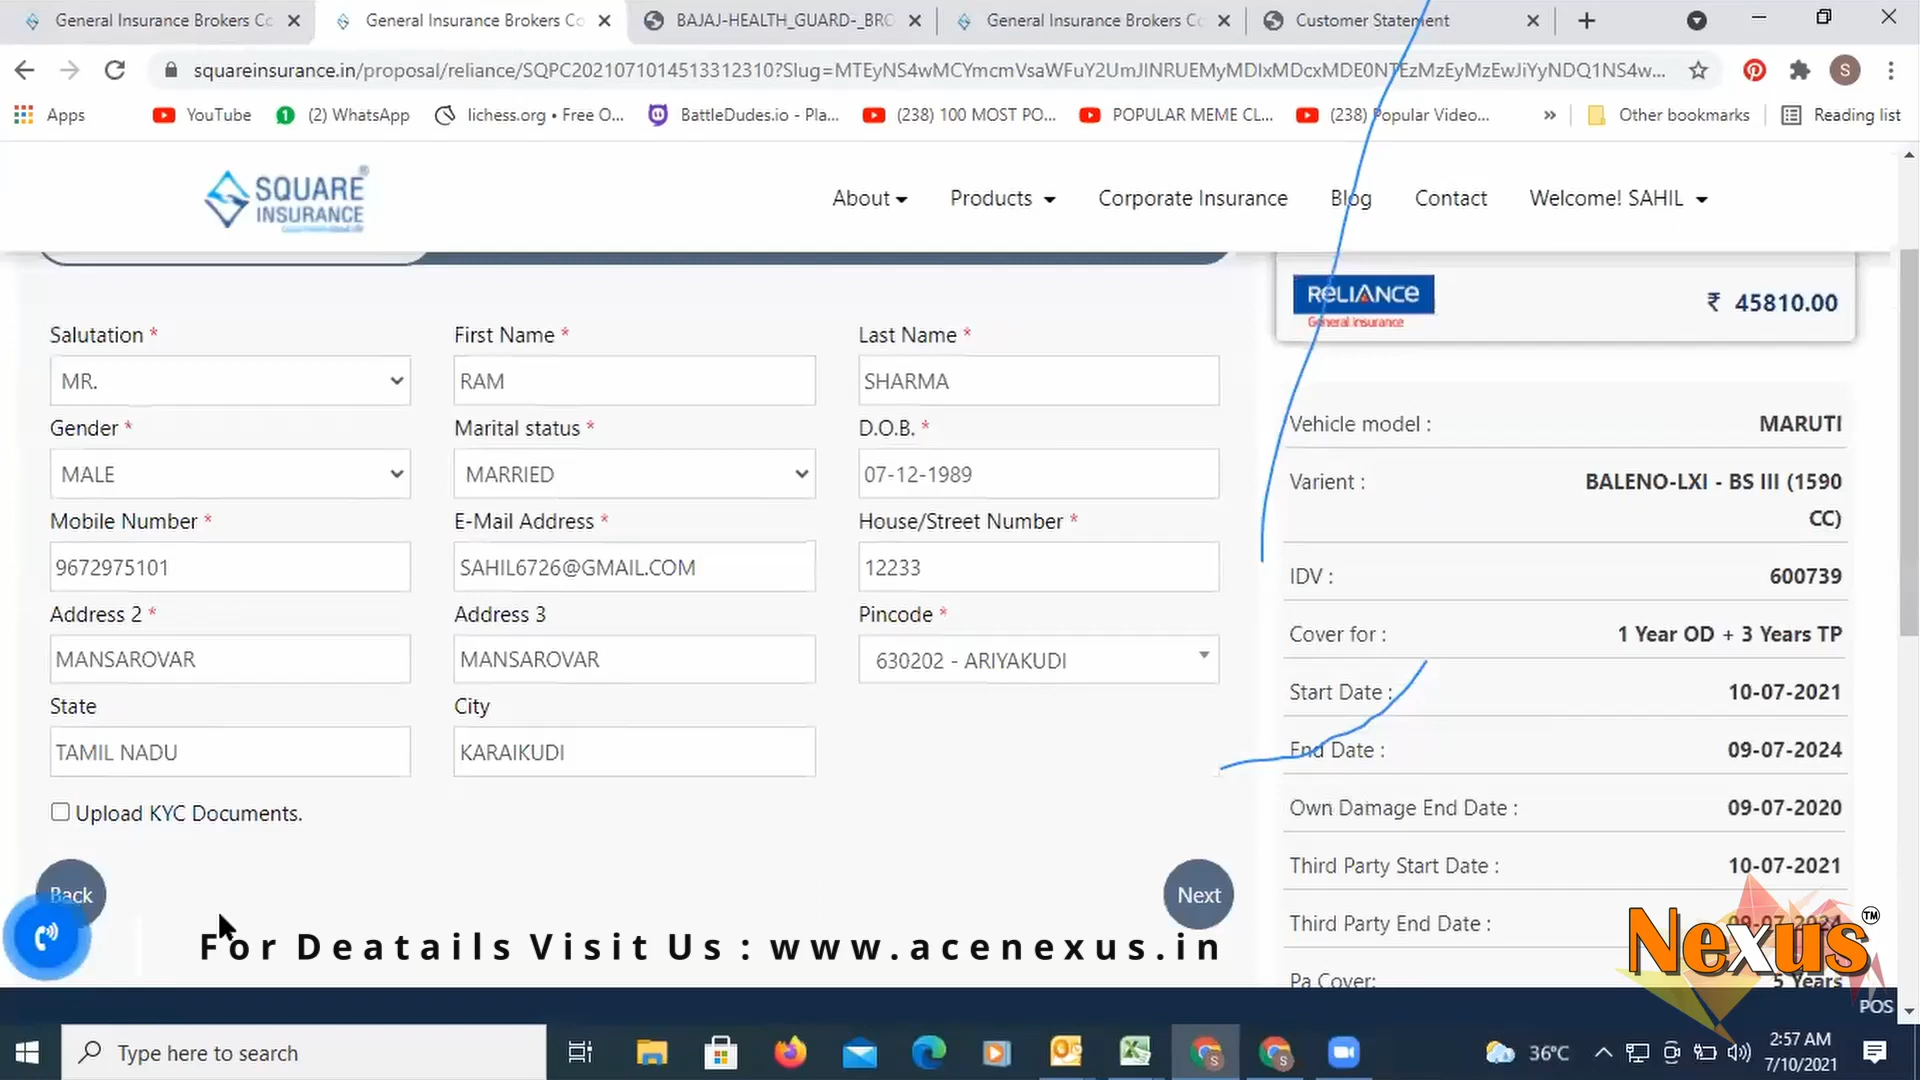 General Insurance Brokers Co
General Insurance Brokers Co
BAJAJ-HEALTH_GUARD-_BRO
General Insurance Brokers Co
Customer Statement
squareinsurance.in/proposal/reliance/SQPC2021071014513312310?Slug=MTEyNS4wMCYmcmVsaWFuY2UmJlNRUEMyMDIxMDcxMDE0NTEzMzEyMzEwJiYyNDQ1NS4w...
S
Apps
YouTube
(2) WhatsApp
lichess.org • Free O...
BattleDudes.io - Pla...
(238) 100 MOST PO...
POPULAR MEME CL...
(238) Popular Video...
»
Other bookmarks
Reading list
SQUARE
INSURANCE
About
Products
Corporate Insurance
Blog
Contact
Welcome! SAHIL
RELIANCE
General Insurance
₹ 45810.00
Salutation *
First Name *
Last Name *
MR.
RAM
SHARMA
Gender *
Marital status *
D.O.B. *
MALE
MARRIED
07-12-1989
Mobile Number *
E-Mail Address *
House/Street Number *
9672975101
SAHIL6726@GMAIL.COM
12233
Address 2 *
Address 3
Pincode *
MANSAROVAR
MANSAROVAR
630202 - ARIYAKUDI
State
City
TAMIL NADU
KARAIKUDI
Upload KYC Documents.
Back
Next
Vehicle model :
MARUTI
Varient :
BALENO-LXI - BS III (1590
CC)
IDV :
600739
Cover for :
1 Year OD + 3 Years TP
Start Date :
10-07-2021
End Date :
09-07-2024
Own Damage End Date :
09-07-2020
Third Party Start Date :
10-07-2021
Third Party End Date :
09-07-2024
Pa Cover:
5 Years
For Deatails Visit Us : www.acenexus.in
Nexus™
POS
Type here to search
36°C
2:57 AM
7/10/2021